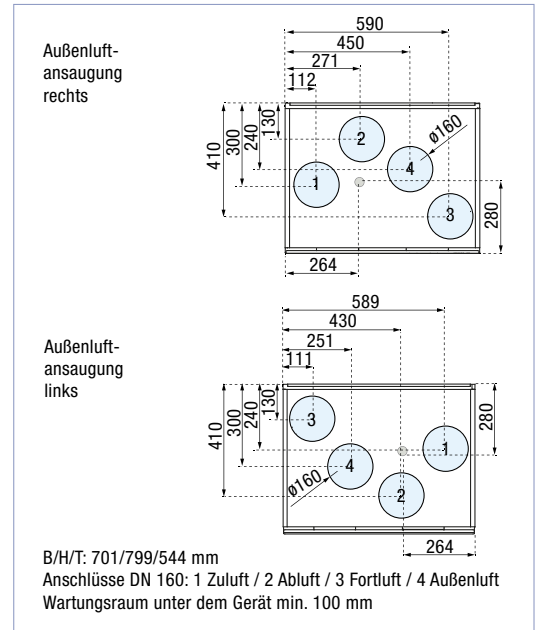 Außenluft-
ansaugung
rechts
590
450
271
112
410
300
240
130
ø160
2
4
1
3
280
264
Außenluft-
ansaugung
links
589
430
251
111
410
300
240
130
280
3
1
4
2
ø160
264
B/H/T: 701/799/544 mm
Anschlüsse DN 160: 1 Zuluft / 2 Abluft / 3 Fortluft / 4 Außenluft
Wartungsraum unter dem Gerät min. 100 mm